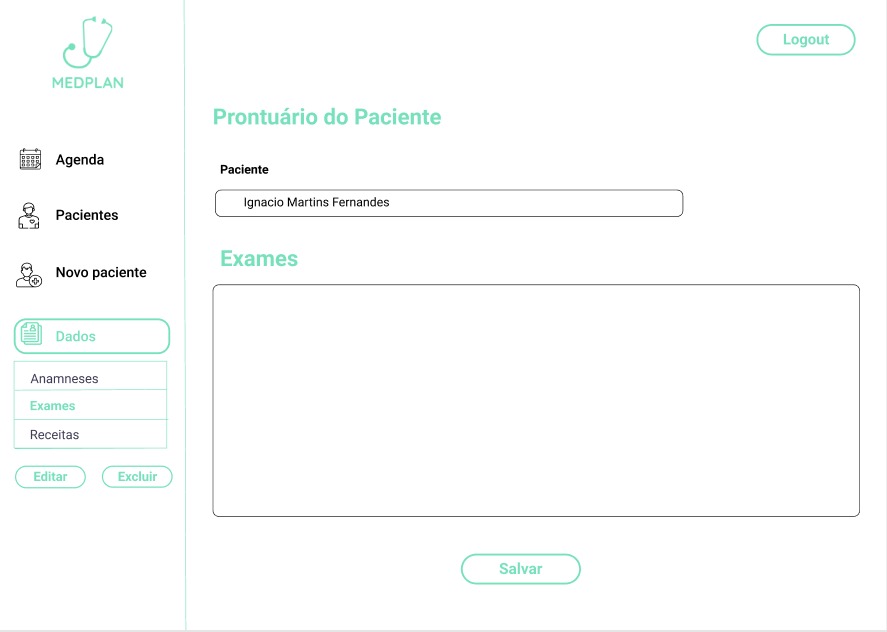 MEDPLAN
Agenda
Pacientes
Novo paciente
Dados
Anamneses
Exames
Receitas
Editar
Excluir
Logout
Prontuário do Paciente
Paciente
Ignacio Martins Fernandes
Exames
Salvar